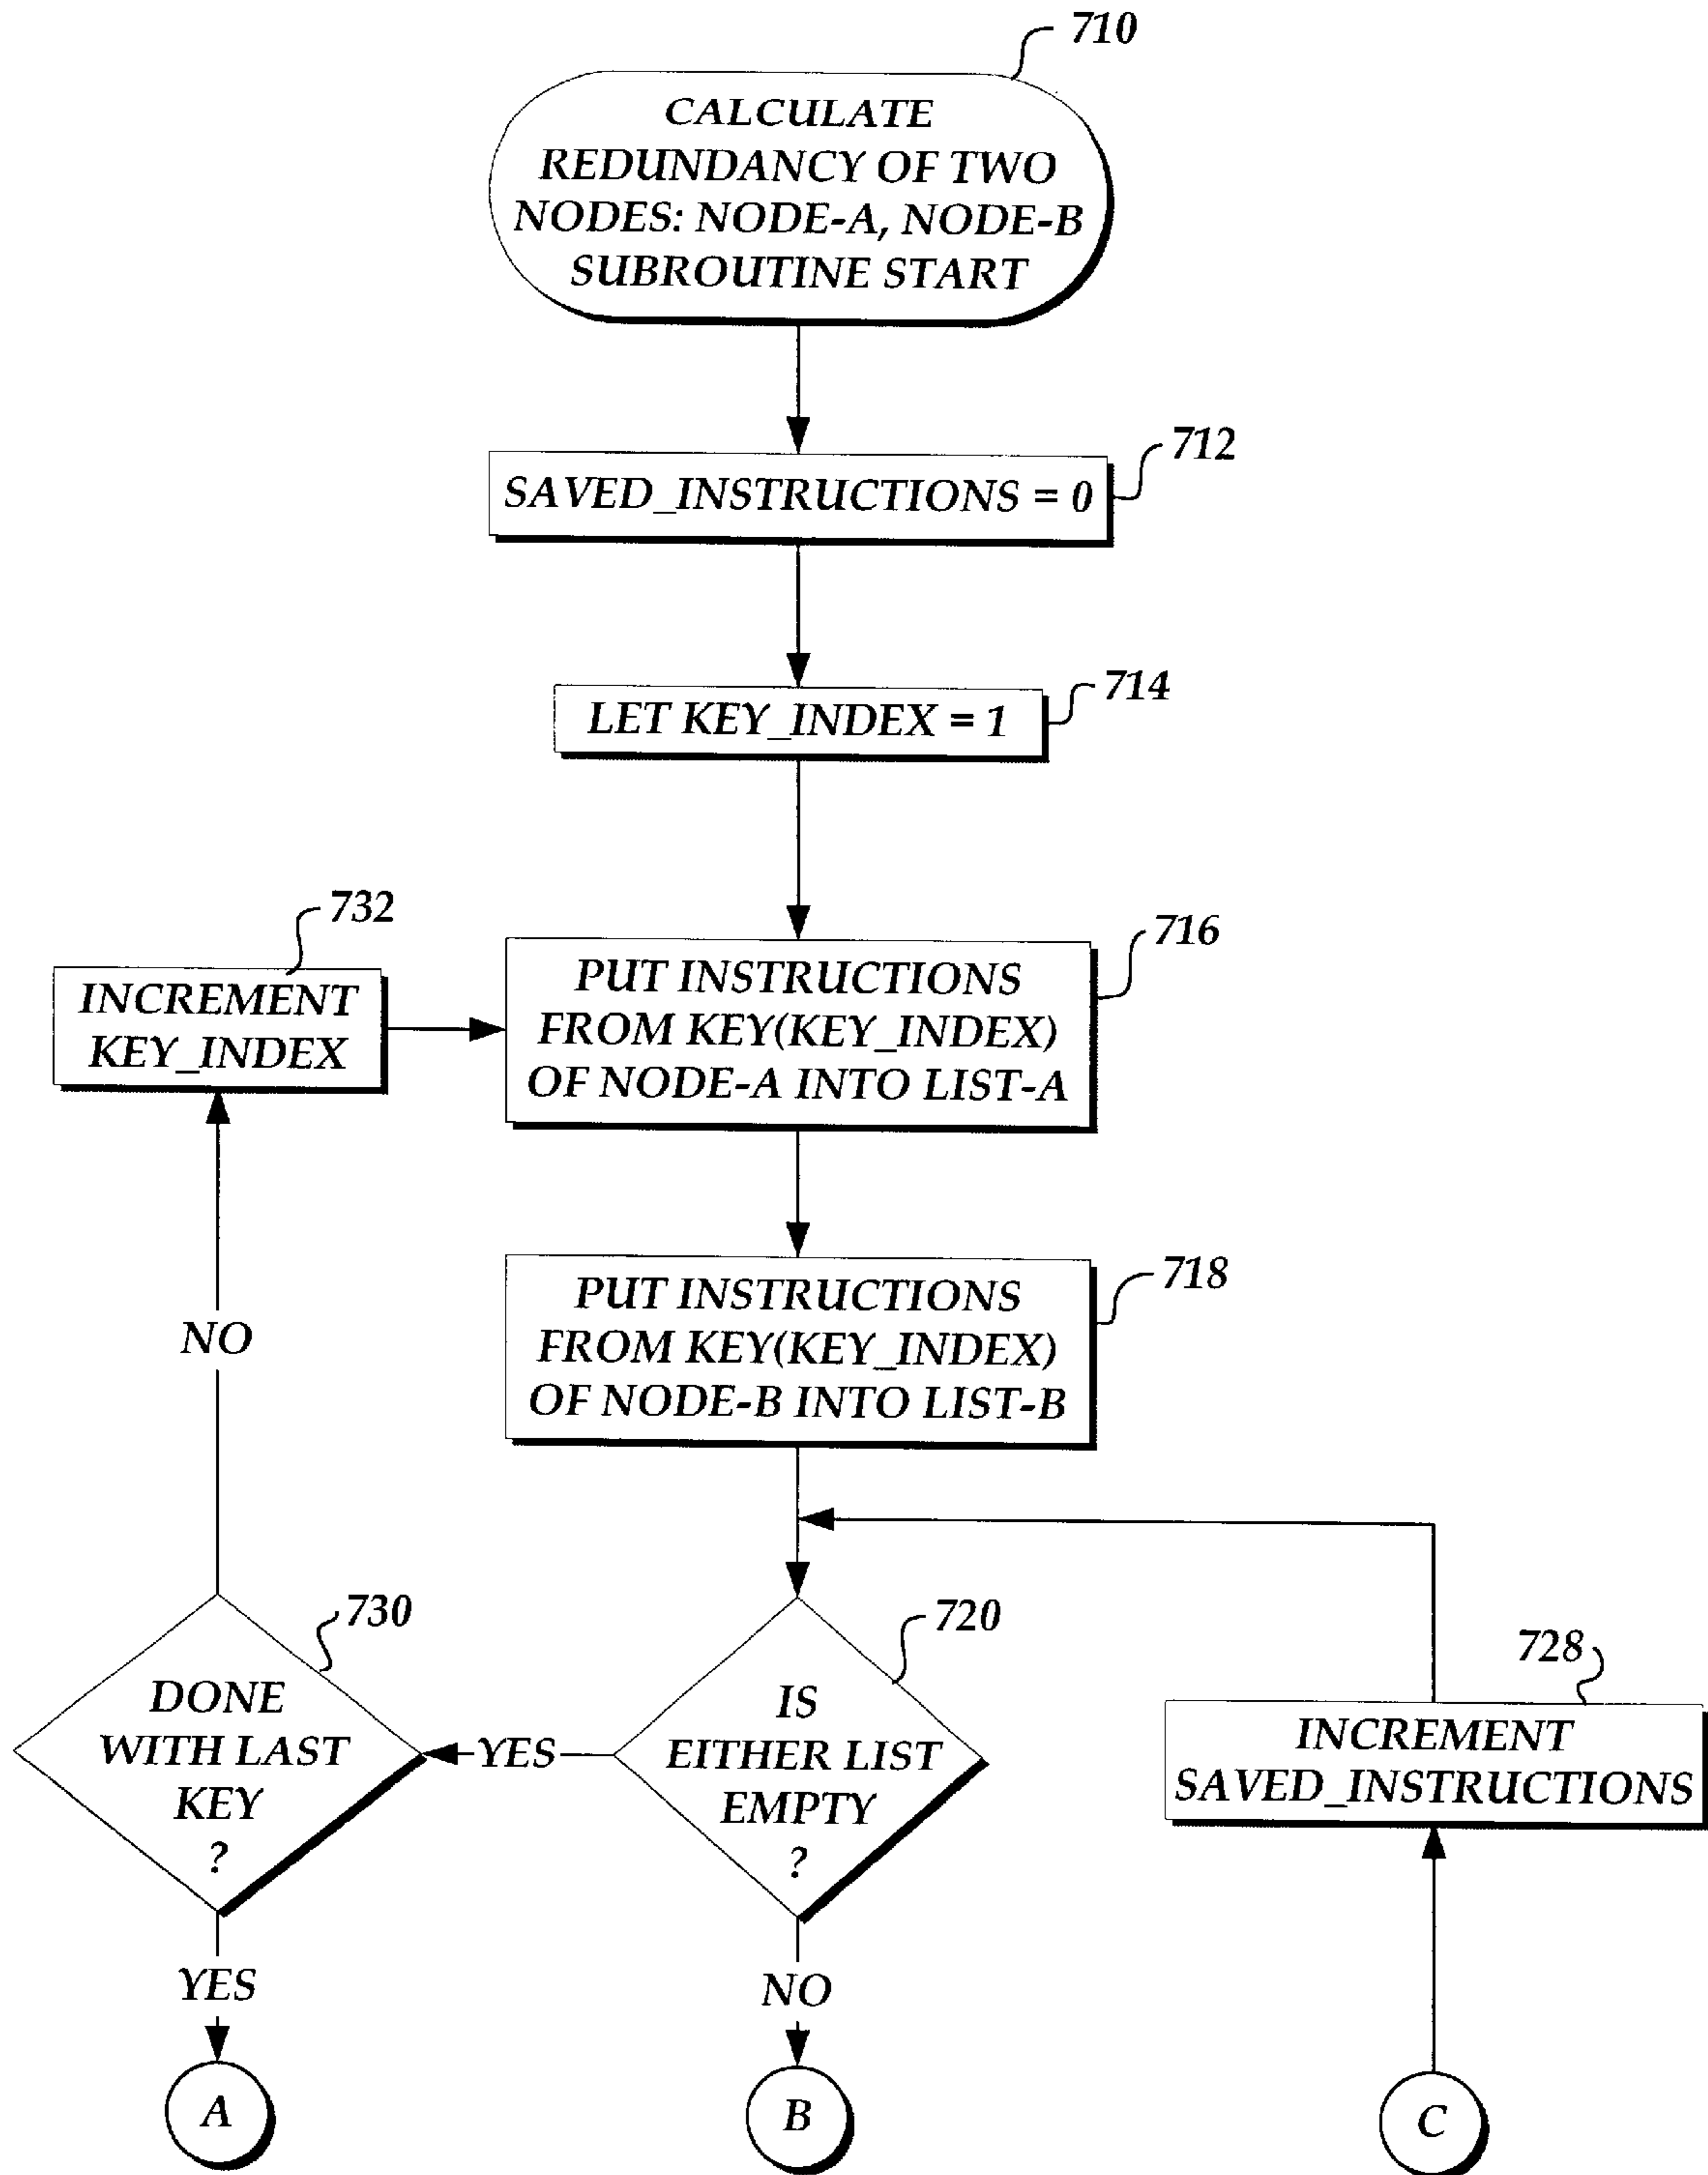 710
CALCULATE
REDUNDANCY OF TWO
NODES: NODE-A, NODE-B
SUBROUTINE START
712
SAVED_INSTRUCTIONS = 0
714
LET KEY_INDEX = 1
732
INCREMENT
KEY_INDEX
716
PUT INSTRUCTIONS
FROM KEY(KEY_INDEX)
OF NODE-A INTO LIST-A
718
PUT INSTRUCTIONS
FROM KEY(KEY_INDEX)
OF NODE-B INTO LIST-B
NO
730
DONE
WITH LAST
KEY
?
YES
720
IS
EITHER LIST
EMPTY
?
728
INCREMENT
SAVED_INSTRUCTIONS
YES
NO
A
B
C